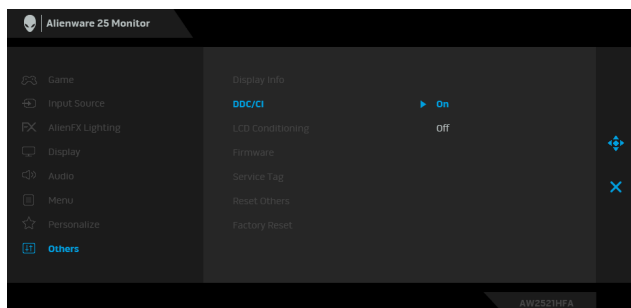 Alienware 25 Monitor
Game
Input Source
AlienFX Lighting
Display
Audio
Menu
Personalize
Others
Display Info
DDC/CI
On
LCD Conditioning
Off
Firmware
Service Tag
Reset Others
Factory Reset
AW2521HFA